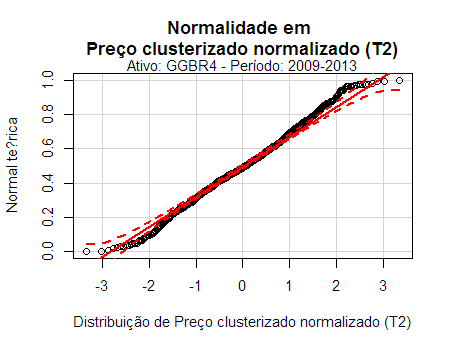 Normalidade em
Preço clusterizado normalizado (T2)
Ativo: GGBR4 - Período: 2009-2013
Normal te?rica
1.0
0.8
0.6
0.4
0.2
0.0
-3 -2 -1 0 1 2 3
Distribuição de Preço clusterizado normalizado (T2)